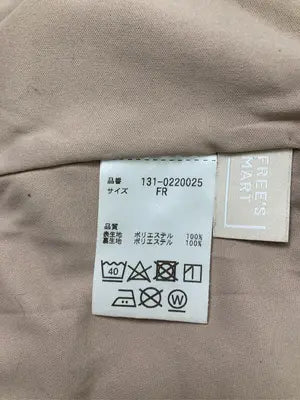 品番 131-0220025
サイズ FR
品質
表生地 ポリエステル 100%
裏生地 ポリエステル 100%
40
W
FREE'S
MART